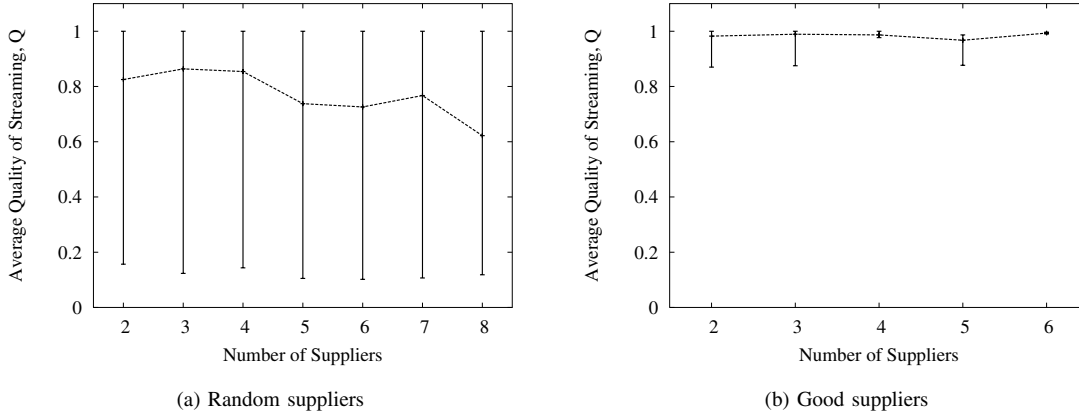 Average Quality of Streaming, Q
1
0.8
0.6
0.4
0.2
0
2 3 4 5 6 7 8
Number of Suppliers
(a) Random suppliers
Average Quality of Streaming, Q
1
0.8
0.6
0.4
0.2
0
2 3 4 5 6
Number of Suppliers
(b) Good suppliers